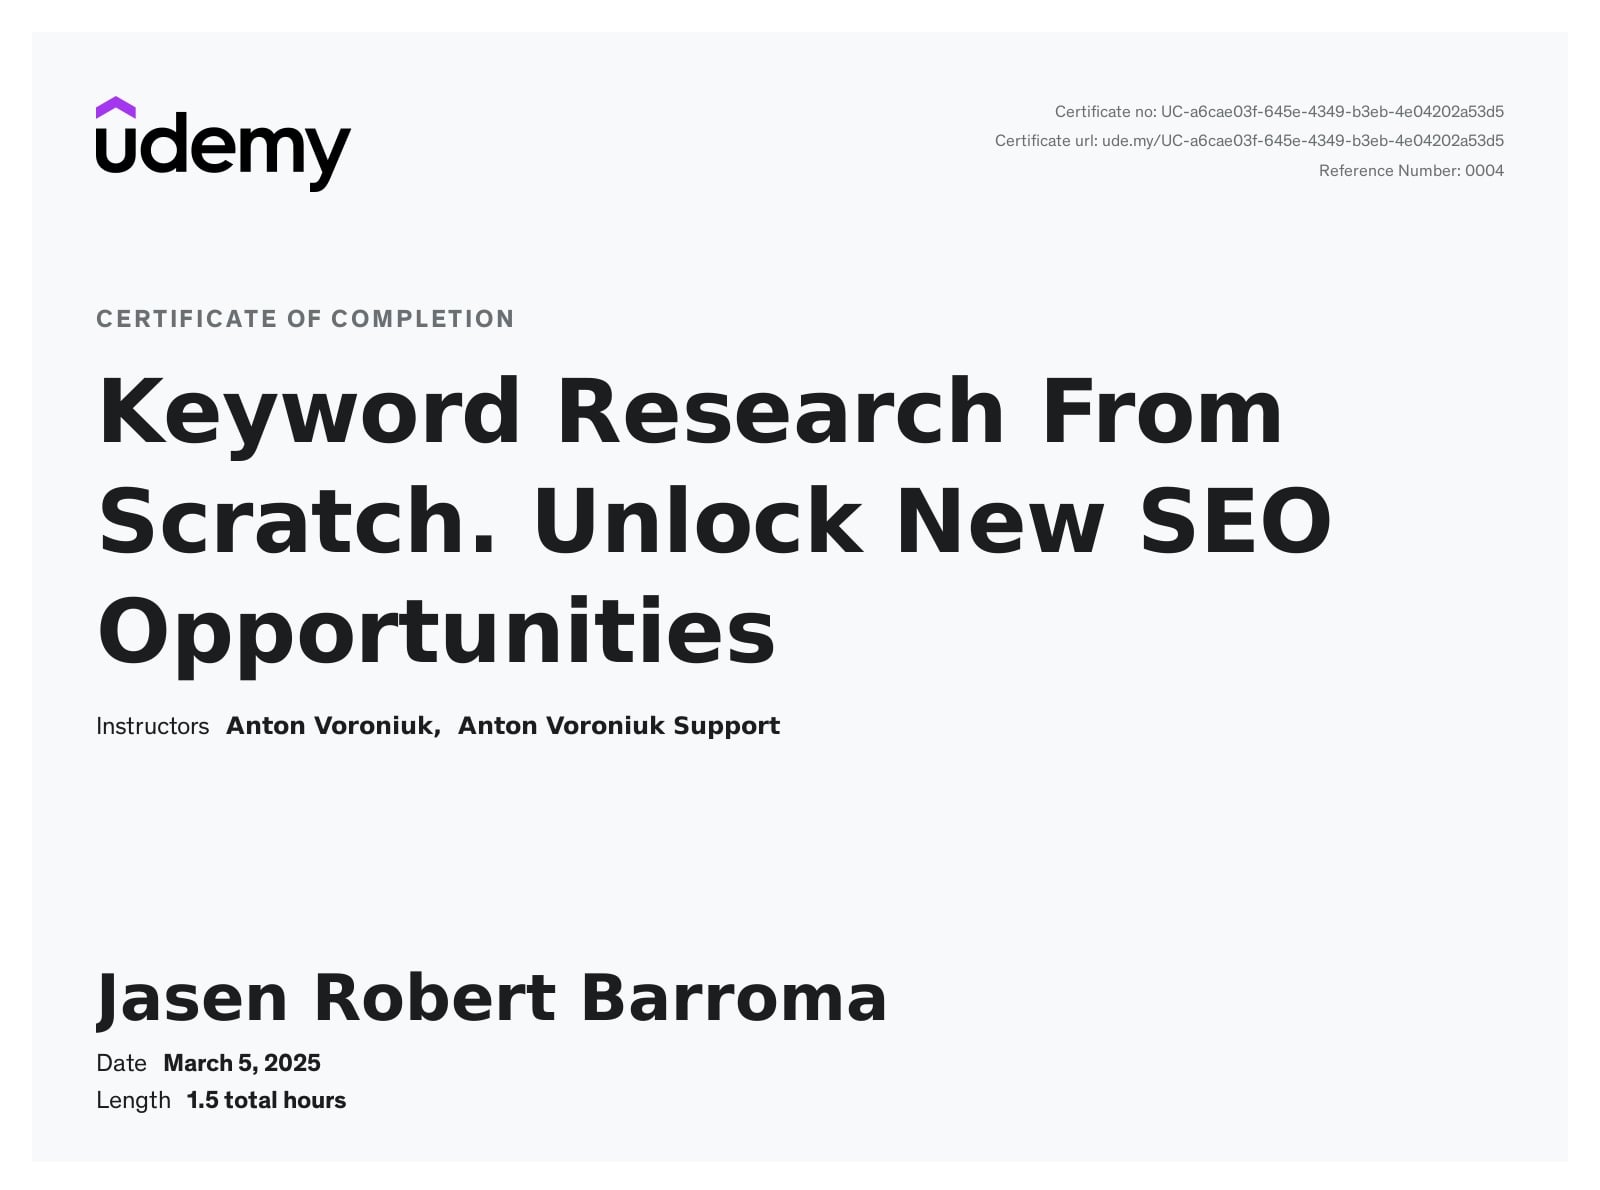 udemy
Certificate no: UC-a6cae03f-645e-4349-b3eb-4e04202a53d5
Certificate url: ude.my/UC-a6cae03f-645e-4349-b3eb-4e04202a53d5
Reference Number: 0004
CERTIFICATE OF COMPLETION
Keyword Research From
Scratch. Unlock New SEO
Opportunities
Instructors Anton Voroniuk, Anton Voroniuk Support
Jasen Robert Barroma
Date March 5, 2025
Length 1.5 total hours